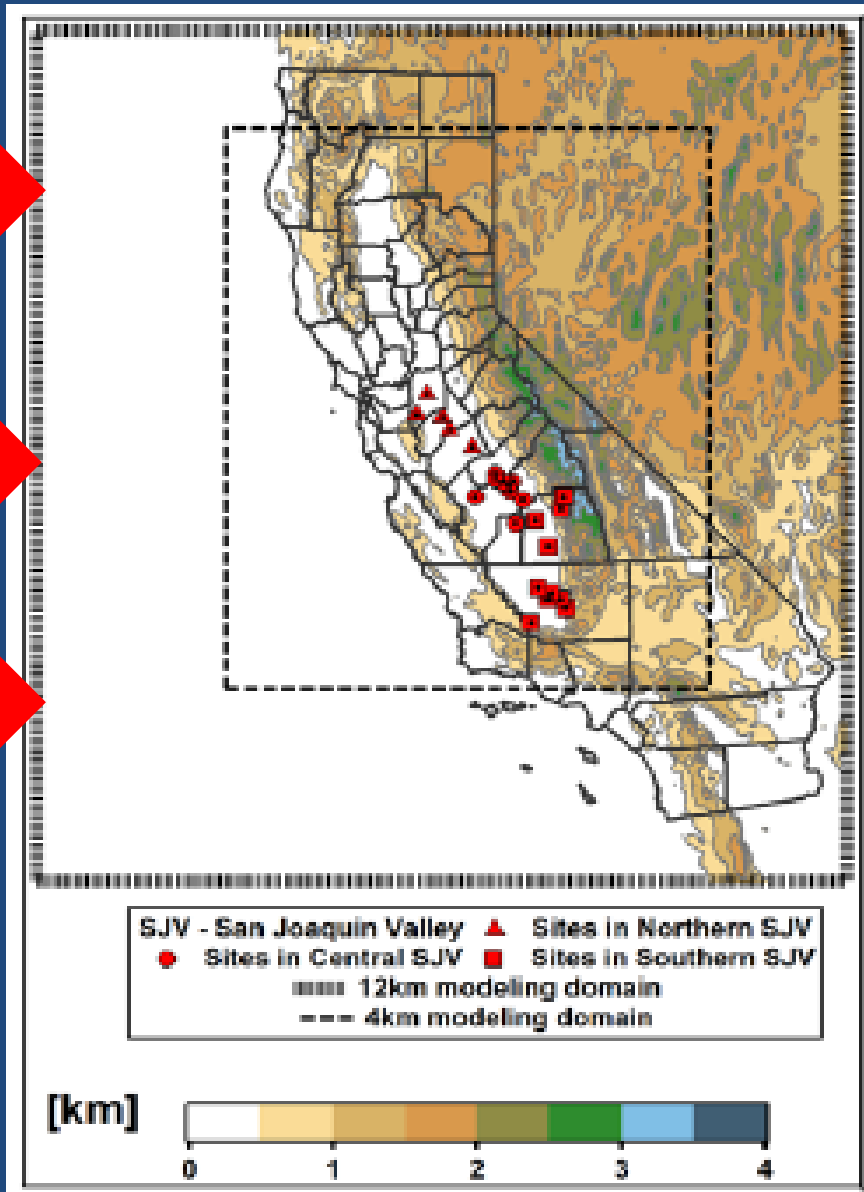 SJV - San Joaquin Valley ▲ Sites in Northern SJV
● Sites in Central SJV ■ Sites in Southern SJV
12km modeling domain
4km modeling domain
[km]
0 1 2 3 4